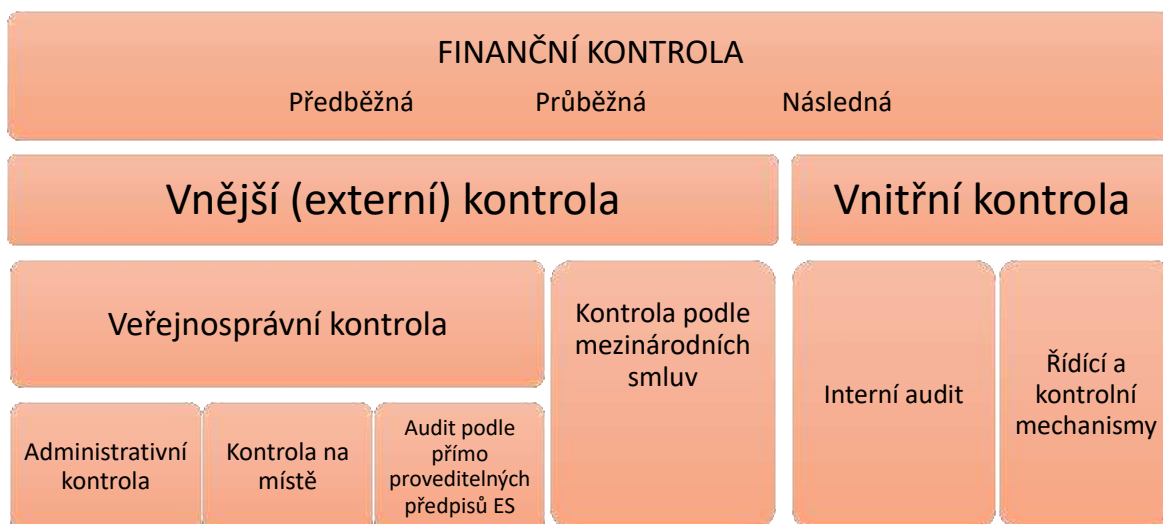 FINANČNÍ KONTROLA
Předběžná Průběžná Následná
Vnější (externí) kontrola
Vnitřní kontrola
Veřejnosprávní kontrola
Kontrola podle
mezinárodních
smluv
Interní audit
Řídící a
kontrolní
mechanismy
Administrativní
kontrola
Kontrola na
místě
Audit podle
přímo
proveditelných
předpisů ES